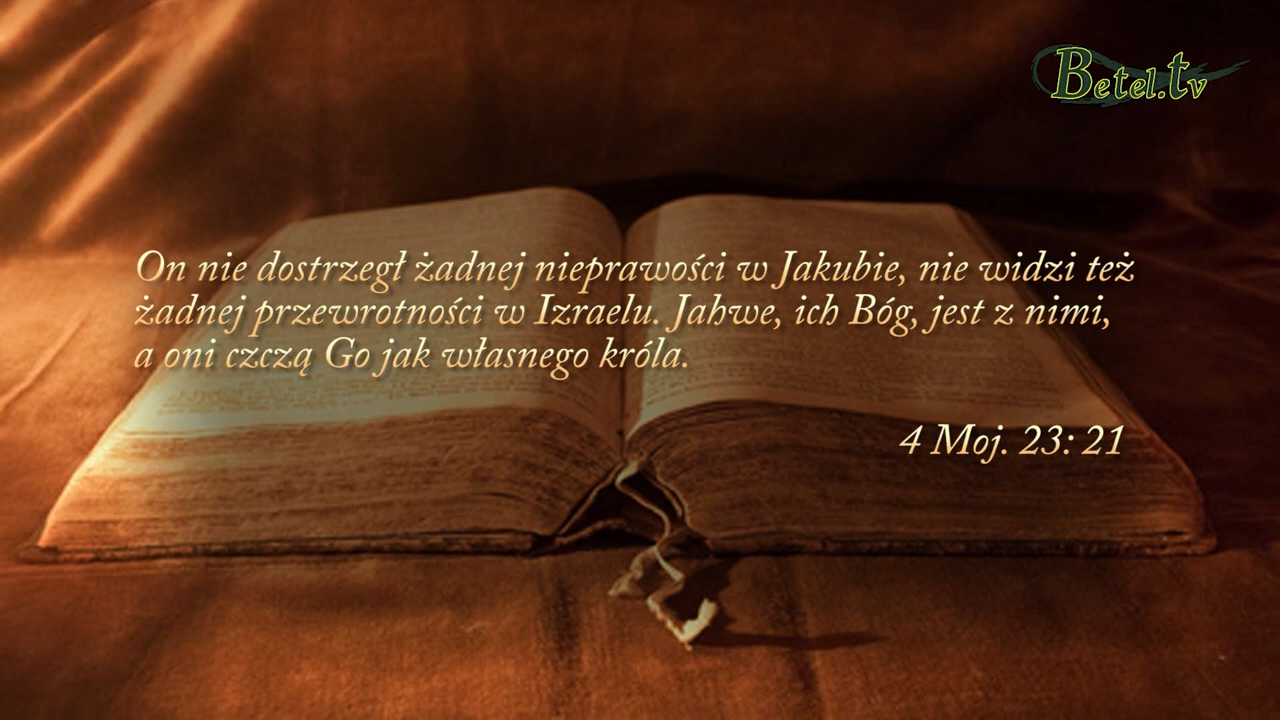 Betel.tv
On nie dostrzegł żadnej nieprawości w Jakubie, nie widzi też
żadnej przewrotności w Izraelu. Jahwe, ich Bóg, jest z nimi,
a oni czczą Go jak własnego króla.
4 Moj. 23: 21